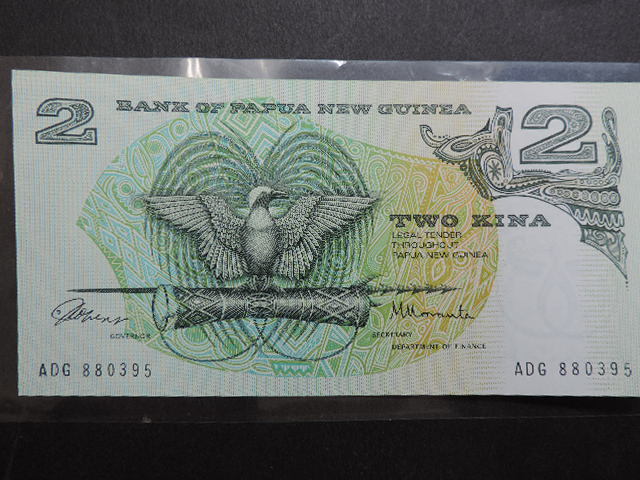 2
BANK OF PAPUA NEW GUINEA
2
TWO KINA
LEGAL TENDER
THROUGHOUT
PAPUA NEW GUINEA
GOVERNOR
SECRETARY
DEPARTMENT OF FINANCE
ADG 880395
ADG 880395